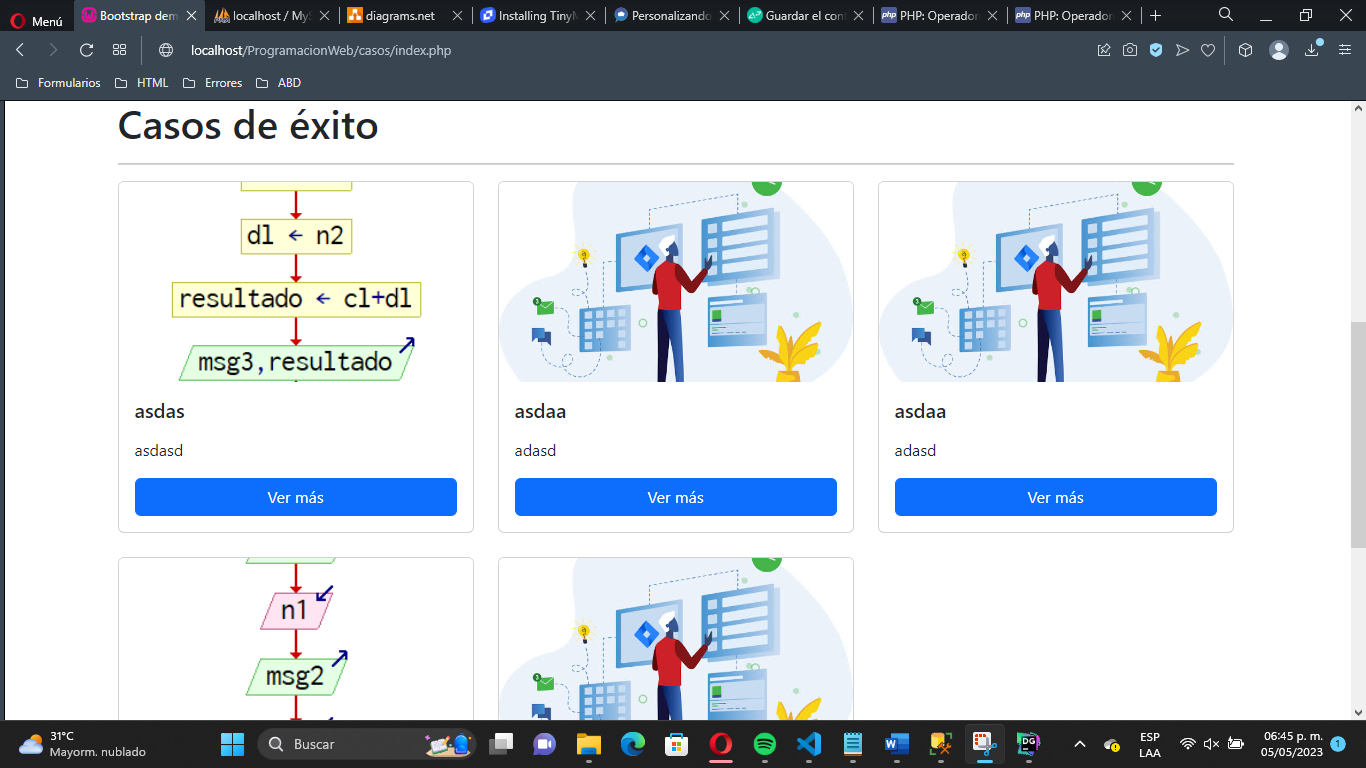 Menú
Bootstrap dem
localhost / MyS
diagrams.net
Installing TinyM
Personalizando
Guardar el cont
PHP: Operador
PHP: Operador
localhost/ProgramacionWeb/casos/index.php
Formularios
HTML
Errores
ABD
Casos de éxito
dl ← n2
resultado ← cl+dl
msg3,resultado
asdas
asdasd
Ver más
asdaa
adasd
Ver más
asdaa
adasd
Ver más
n1
msg2
31°C
Mayorm. nublado
Buscar
ESP
LAA
06:45 p. m.
05/05/2023
1